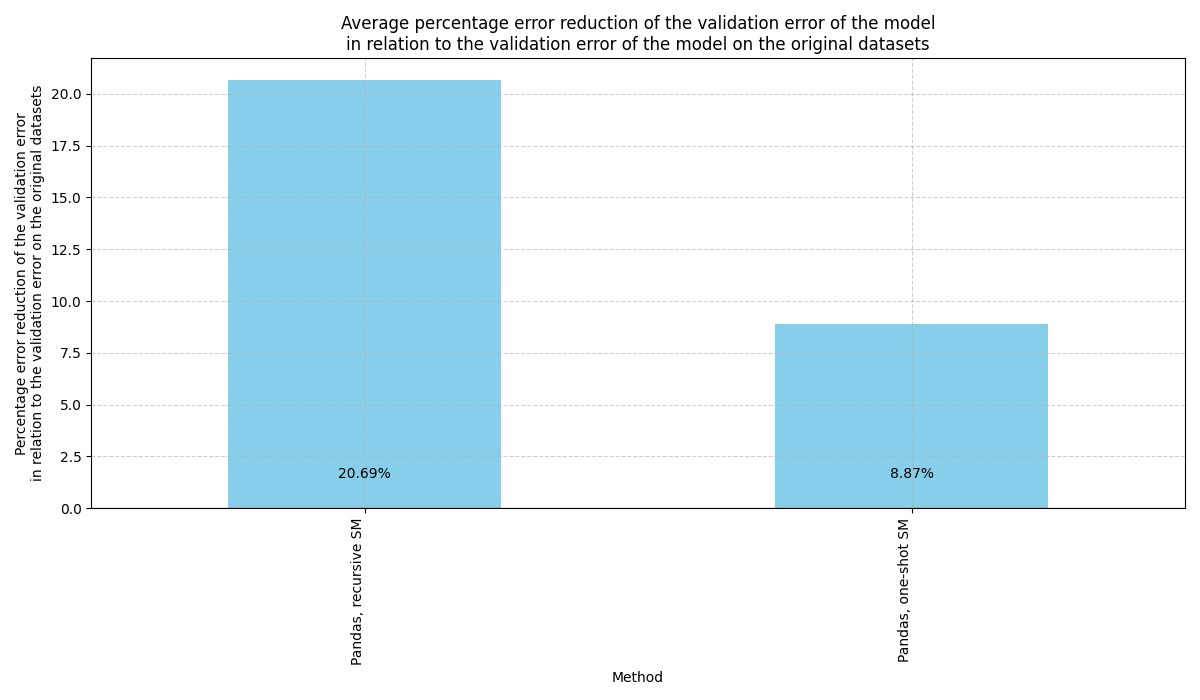 Average percentage error reduction of the validation error of the model
in relation to the validation error of the model on the original datasets
Percentage error reduction of the validation error
in relation to the validation error on the original datasets
20.0
17.5
15.0
12.5
10.0
7.5
5.0
2.5
0.0
20.69%
8.87%
Pandas, recursive SM
Pandas, one-shot SM
Method